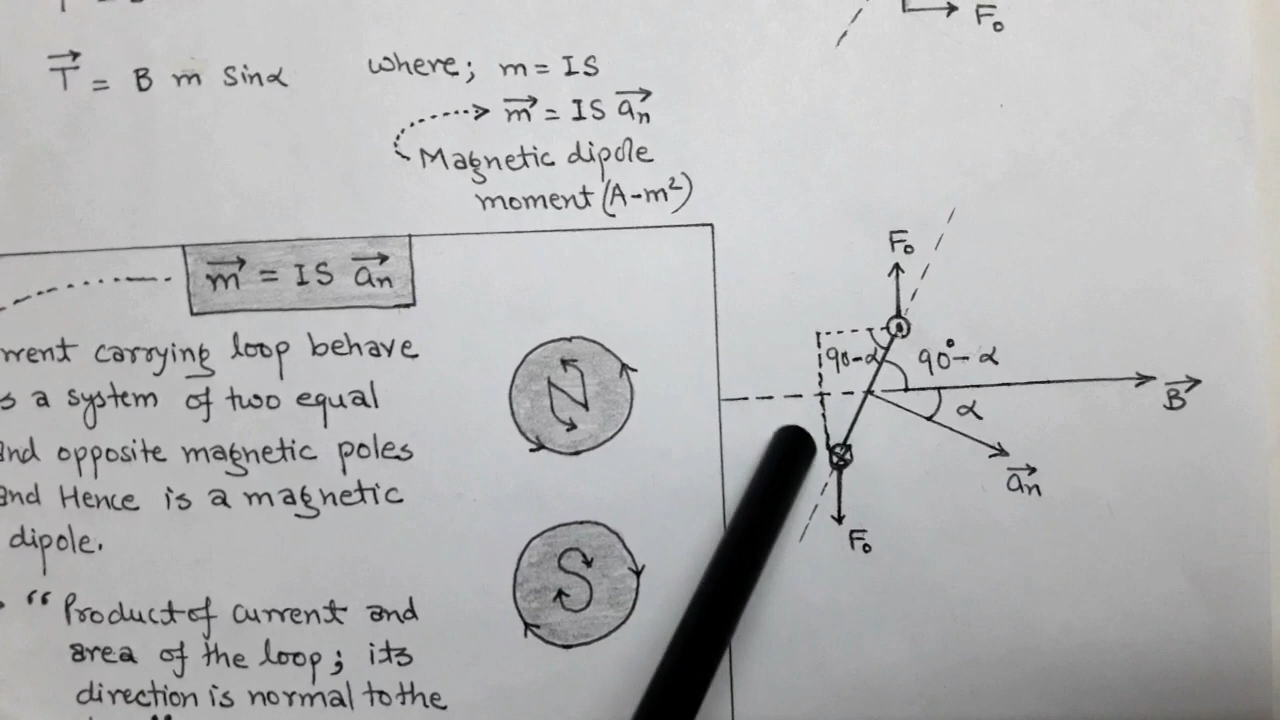 F₀
T⃗ = B m Sinα
where; m = IS
m⃗ = IS a⃗ₙ
Magnetic dipole
moment (A-m²)
m⃗ = IS a⃗ₙ
carrying loop behave
a system of two equal
and opposite magnetic poles
and Hence is a magnetic
dipole.
"Product of current and
area of the loop; its
direction is normal to the
N
S
F₀
90-α
90°-α
B⃗
α
a⃗ₙ
F₀